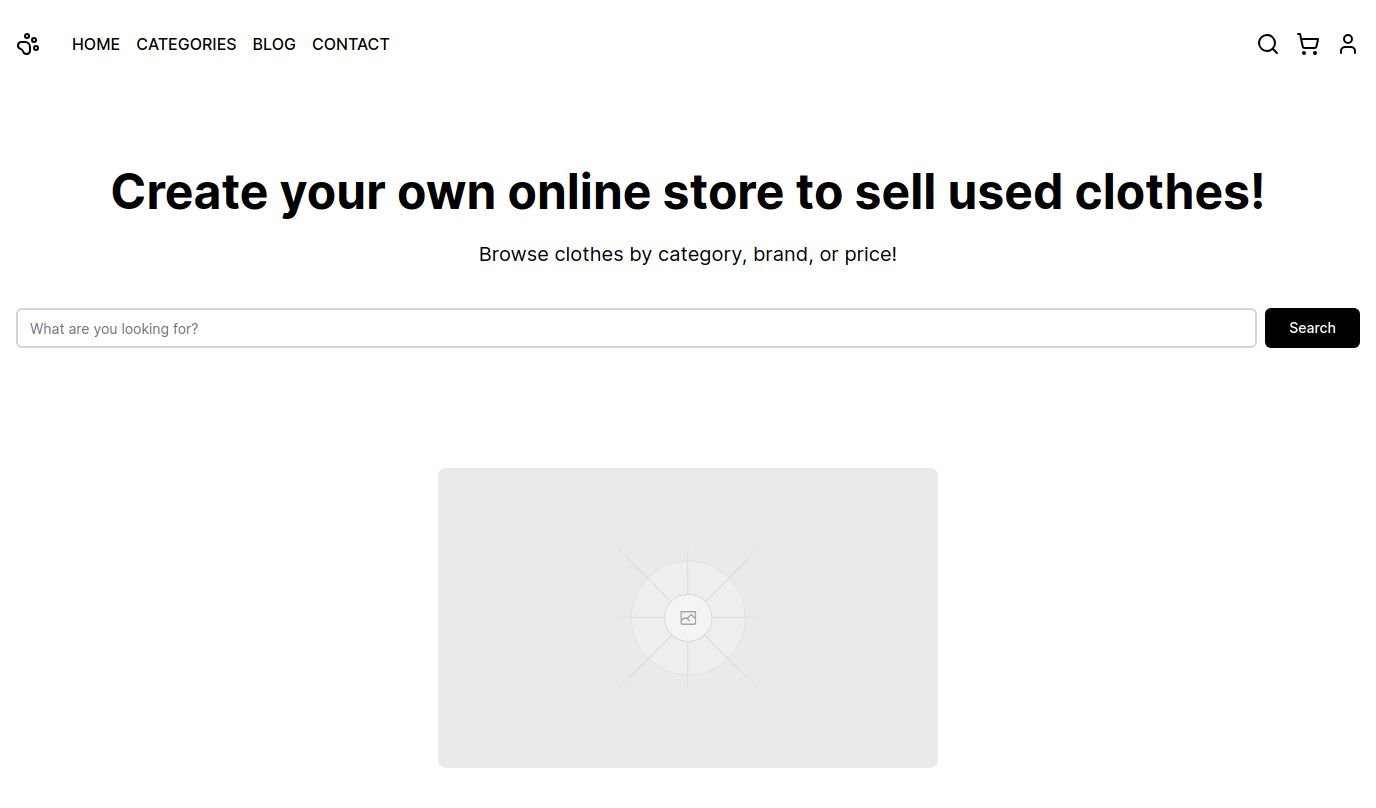 HOME CATEGORIES BLOG CONTACT
Create your own online store to sell used clothes!
Browse clothes by category, brand, or price!
What are you looking for? Search